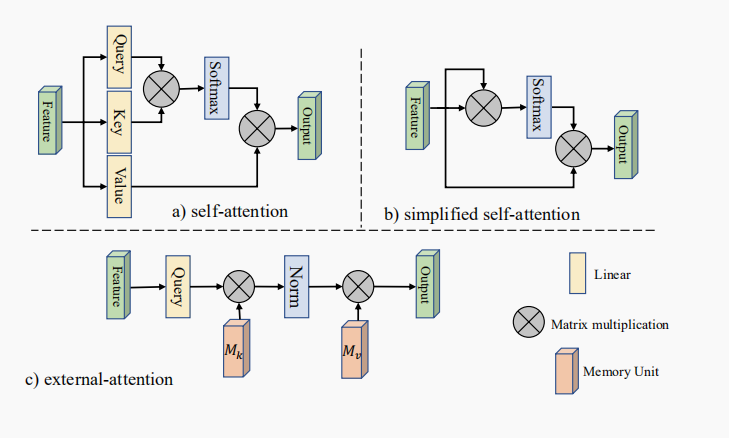 Feature
Query
Key
Value
Softmax
Output
a) self-attention
Feature
Softmax
Output
b) simplified self-attention
Feature
Query
M_k
Norm
M_v
Output
c) external-attention
Linear
Matrix multiplication
Memory Unit